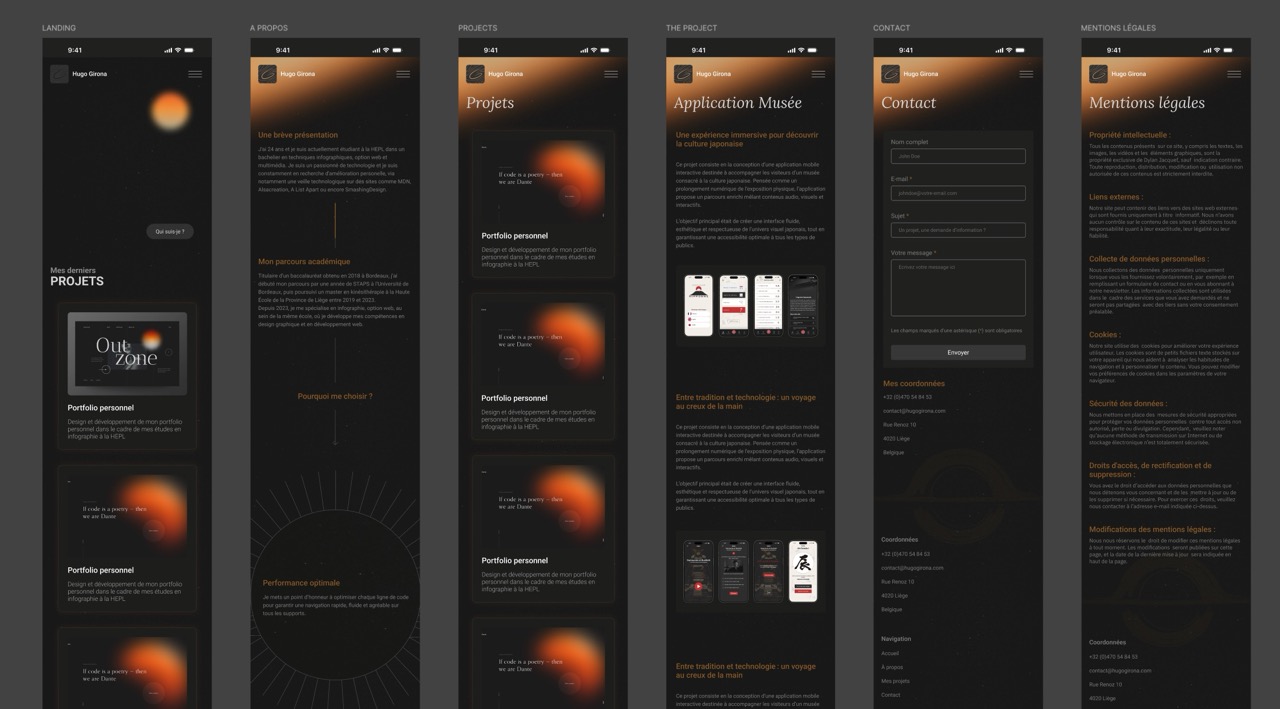 LANDING
9:41
Hugo Girona
Qui suis-je ?
Mes derniers
PROJETS
Out
zone
Portfolio personnel
Design et développement de mon portfolio
personnel dans le cadre de mes études en
infographie à la HEPL
If code is a poetry – then
we are Dante
Portfolio personnel
Design et développement de mon portfolio
personnel dans le cadre de mes études en
infographie à la HEPL
If code is a poetry – then
we are Dante
A PROPOS
9:41
Hugo Girona
Une brève présentation
J'ai 24 ans et je suis actuellement étudiant à la HEPL, dans un
bachelier en techniques infographiques, option web et
multimédia. Je suis un passionné de technologie et je suis
constamment en recherche d'amélioration personnelle, via
notamment une veille technologique sur des sites comme MDN,
Alsacreation, A List Apart ou encore SmashingDesign.
Mon parcours académique
Titulaire d'un baccalauréat obtenu en 2018 à Bordeaux, j'ai
débuté mon parcours par une année de STAPS à l'Université de
Bordeaux, puis poursuivi un master en kinésithérapie à la Haute
École de la Province de Liège entre 2019 et 2023.
Depuis 2023, je me spécialise en infographie, option web, au
sein de la même école, où je développe mes compétences en
design graphique et en développement web.
Pourquoi me choisir ?
Performance optimale
Je mets un point d'honneur à optimiser chaque ligne de code
pour garantir une navigation rapide, fluide et agréable sur
tous les supports.
PROJECTS
9:41
Hugo Girona
Projets
If code is a poetry – then
we are Dante
Portfolio personnel
Design et développement de mon portfolio
personnel dans le cadre de mes études en
infographie à la HEPL
If code is a poetry – then
we are Dante
Portfolio personnel
Design et développement de mon portfolio
personnel dans le cadre de mes études en
infographie à la HEPL
If code is a poetry – then
we are Dante
Portfolio personnel
Design et développement de mon portfolio
personnel dans le cadre de mes études en
infographie à la HEPL
If code is a poetry – then
we are Dante
THE PROJECT
9:41
Hugo Girona
Application Musée
Une expérience immersive pour découvrir
la culture japonaise
Ce projet consiste en la conception d'une application mobile
interactive destinée à accompagner les visiteurs d'un musée
consacré à la culture japonaise. Pensée comme un
prolongement numérique de l'exposition physique, l'application
propose un parcours enrichi mêlant contenus audio, visuels et
interactifs.
L'objectif principal était de créer une interface fluide,
esthétique et respectueuse de l'univers visuel japonais, tout en
garantissant une accessibilité optimale à tous les types de
publics.
Entre tradition et technologie : un voyage
au creux de la main
Ce projet consiste en la conception d'une application mobile
interactive destinée à accompagner les visiteurs d'un musée
consacré à la culture japonaise. Pensée comme un
prolongement numérique de l'exposition physique, l'application
propose un parcours enrichi mêlant contenus audio, visuels et
interactifs.
L'objectif principal était de créer une interface fluide,
esthétique et respectueuse de l'univers visuel japonais, tout en
garantissant une accessibilité optimale à tous les types de
publics.
Entre tradition et technologie : un voyage
au creux de la main
Ce projet consiste en la conception d'une application mobile
interactive destinée à accompagner les visiteurs d'un musée
CONTACT
9:41
Hugo Girona
Contact
Nom complet
John Doe
E-mail *
johndoe@votre-email.com
Sujet *
Un projet, une demande d'information ?
Votre message *
Ecrivez votre message ici
Les champs marqués d'une astérisque (*) sont obligatoires
Envoyer
Mes coordonnées
+32 (0)470 54 84 53
contact@hugogirona.com
Rue Renoz 10
4020 Liège
Belgique
Coordonnées
+32 (0)470 54 84 53
contact@hugogirona.com
Rue Renoz 10
4020 Liège
Belgique
Navigation
Accueil
À propos
Mes projets
Contact
MENTIONS LÉGALES
9:41
Hugo Girona
Mentions légales
Propriété intellectuelle :
Tous les contenus présents sur ce site, y compris les textes, les
images, les vidéos et les éléments graphiques, sont la
propriété exclusive de Dylan Jacquet, sauf indication contraire.
Toute reproduction, distribution, modification ou utilisation non
autorisée de ces contenus est strictement interdite.
Liens externes :
Notre site peut contenir des liens vers des sites web externes
qui sont fournis uniquement à titre informatif. Nous n'avons
aucun contrôle sur le contenu de ces sites et déclinons toute
responsabilité quant à leur exactitude, leur légalité ou leur
fiabilité.
Collecte de données personnelles :
Nous collectons des données personnelles uniquement
lorsque vous les fournissez volontairement, par exemple en
remplissant un formulaire de contact ou en vous abonnant à
notre newsletter. Les informations collectées sont utilisées
dans le cadre des services que vous avez demandés et ne
seront pas partagées avec des tiers sans votre consentement
préalable.
Cookies :
Notre site utilise des cookies pour améliorer votre expérience
utilisateur. Les cookies sont de petits fichiers texte stockés sur
votre appareil qui nous aident à analyser les habitudes de
navigation et à personnaliser le contenu. Vous pouvez modifier
vos préférences de cookies dans les paramètres de votre
navigateur.
Sécurité des données :
Nous mettons en place des mesures de sécurité appropriées
pour protéger vos données personnelles contre tout accès non
autorisé, perte ou divulgation. Cependant, veuillez noter
qu'aucune méthode de transmission sur Internet ou de
stockage électronique n'est totalement sécurisée.
Droits d'accès, de rectification et de
suppression :
Vous avez le droit d'accéder aux données personnelles que
nous détenons vous concernant et de les mettre à jour ou de
les supprimer si nécessaire. Pour exercer ces droits, veuillez
nous contacter à l'adresse e-mail indiquée ci-dessus.
Modifications des mentions légales :
Nous nous réservons le droit de modifier ces mentions légales
à tout moment. Les modifications seront publiées sur cette
page, et la date de la dernière mise à jour sera indiquée en
haut de la page.
Coordonnées
+32 (0)470 54 84 53
contact@hugogirona.com
Rue Renoz 10
4020 Liège